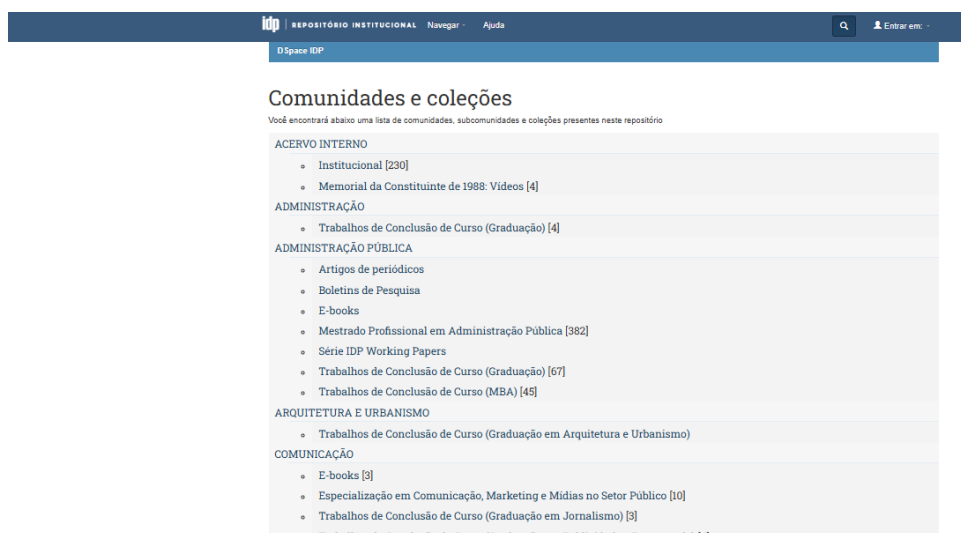 idp | REPOSITÓRIO INSTITUCIONAL Navegar Ajuda Entrar em:
DSpace IDP
Comunidades e coleções
Você encontrará abaixo uma lista de comunidades, subcomunidades e coleções presentes neste repositório
ACERVO INTERNO
Institucional [230]
Memorial da Constituinte de 1988: Vídeos [4]
ADMINISTRAÇÃO
Trabalhos de Conclusão de Curso (Graduação) [4]
ADMINISTRAÇÃO PÚBLICA
Artigos de periódicos
Boletins de Pesquisa
E-books
Mestrado Profissional em Administração Pública [382]
Série IDP Working Papers
Trabalhos de Conclusão de Curso (Graduação) [67]
Trabalhos de Conclusão de Curso (MBA) [45]
ARQUITETURA E URBANISMO
Trabalhos de Conclusão de Curso (Graduação em Arquitetura e Urbanismo)
COMUNICAÇÃO
E-books [3]
Especialização em Comunicação, Marketing e Mídias no Setor Público [10]
Trabalhos de Conclusão de Curso (Graduação em Jornalismo) [3]